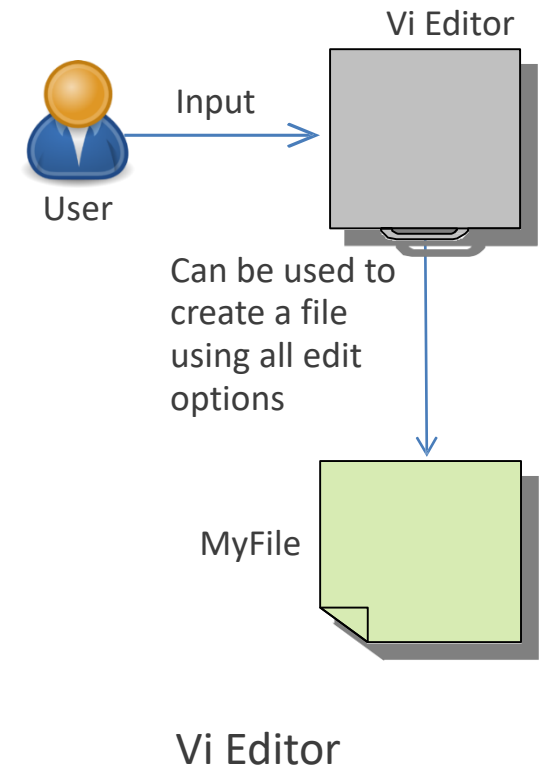 Vi Editor
Input
User
Can be used to
create a file
using all edit
options
MyFile
Vi Editor